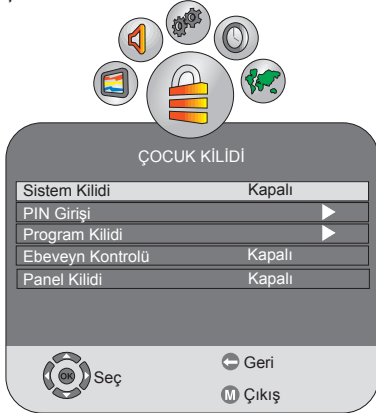 ÇOCUK KİLİDİ
Sistem Kilidi Kapalı
PIN Girişi
Program Kilidi
Ebeveyn Kontrolü Kapalı
Panel Kilidi Kapalı
OK Seç
Geri
M Çıkış